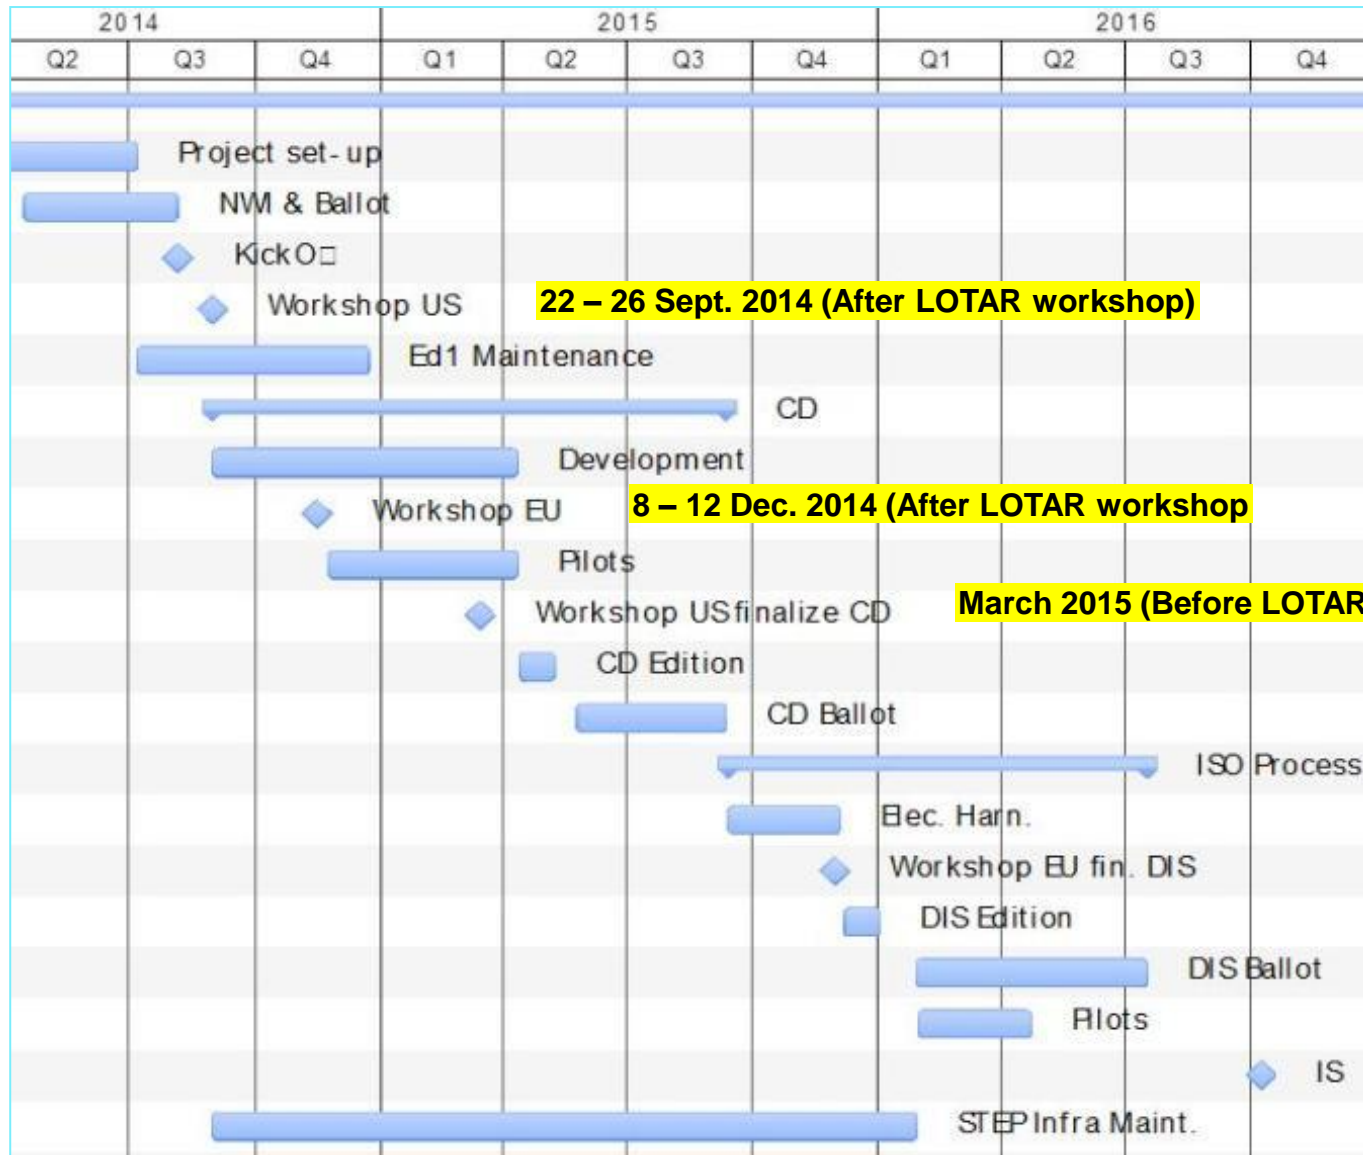 2014 2015 2016
Q2 Q3 Q4 Q1 Q2 Q3 Q4 Q1 Q2 Q3 Q4
Project set-up
NWI & Ballot
Kick O□
Workshop US 22 – 26 Sept. 2014 (After LOTAR workshop)
Ed1 Maintenance
CD
Development
Workshop EU 8 – 12 Dec. 2014 (After LOTAR workshop
Pilots
Workshop US finalize CD March 2015 (Before LOTAR
CD Edition
CD Ballot
ISO Process
Elec. Harn.
Workshop EU fin. DIS
DIS Edition
DIS Ballot
Pilots
IS
STEP Infra Maint.